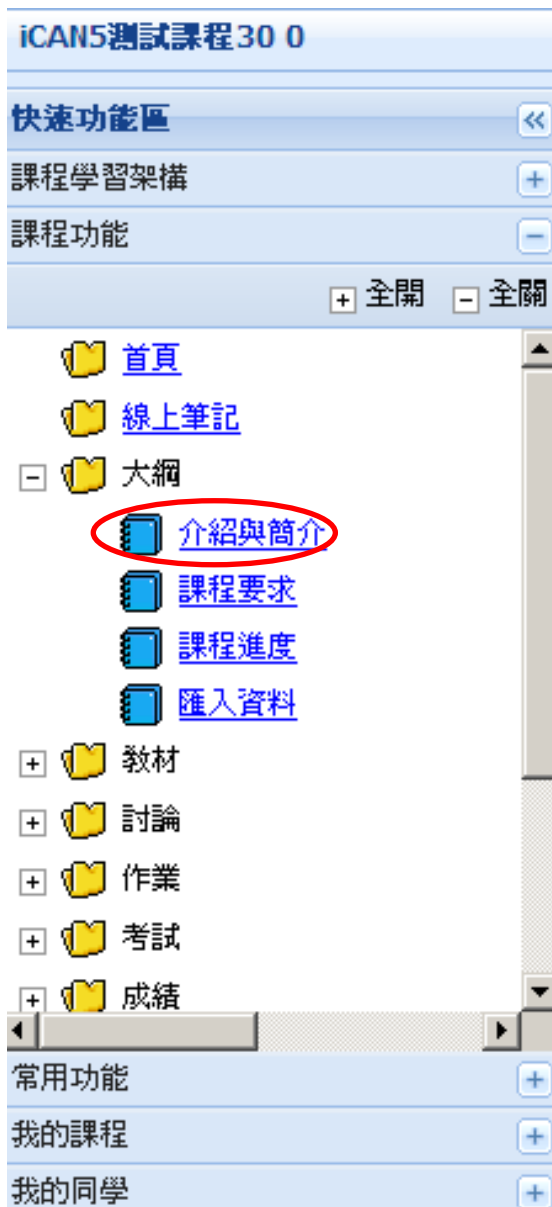 iCAN5測試課程30 0
快速功能區
課程學習架構
課程功能
全開 全關
首頁
線上筆記
大綱
介紹與簡介
課程要求
課程進度
匯入資料
教材
討論
作業
考試
成績
常用功能
我的課程
我的同學